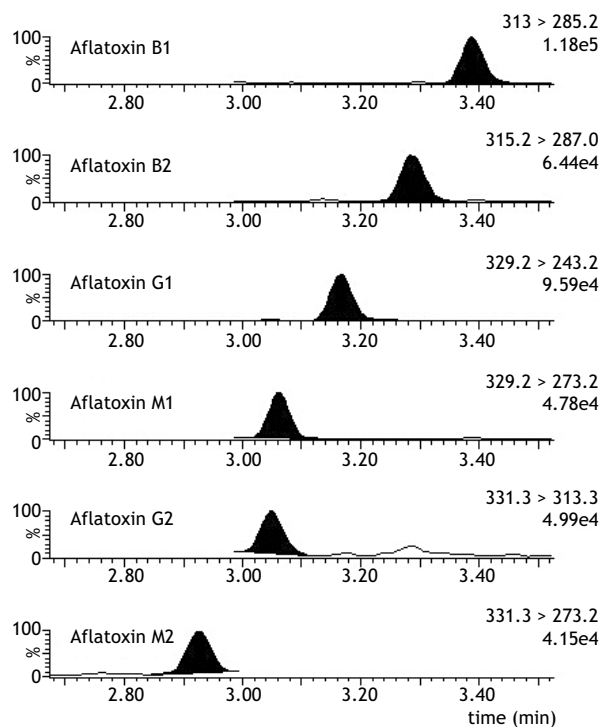 313 > 285.2
100 Aflatoxin B1 1.18e5
%
0
2.80 3.00 3.20 3.40
315.2 > 287.0
100 Aflatoxin B2 6.44e4
%
0
2.80 3.00 3.20 3.40
329.2 > 243.2
100 Aflatoxin G1 9.59e4
%
0
2.80 3.00 3.20 3.40
329.2 > 273.2
100 Aflatoxin M1 4.78e4
%
0
2.80 3.00 3.20 3.40
331.3 > 313.3
100 Aflatoxin G2 4.99e4
%
0
2.80 3.00 3.20 3.40
331.3 > 273.2
100 Aflatoxin M2 4.15e4
%
0
2.80 3.00 3.20 3.40
time (min)